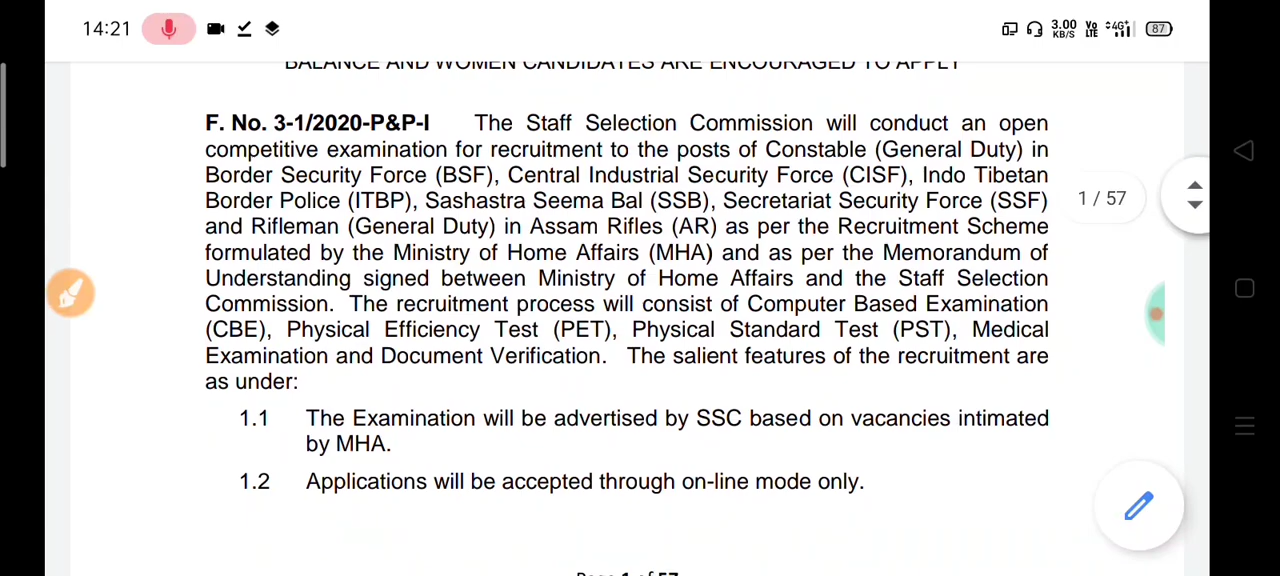 14:21
3.00
KB/S
Vo
LTE
4G+
87
BALANCE AND WOMEN CANDIDATES ARE ENCOURAGED TO APPLY
F. No. 3-1/2020-P&P-I The Staff Selection Commission will conduct an open
competitive examination for recruitment to the posts of Constable (General Duty) in
Border Security Force (BSF), Central Industrial Security Force (CISF), Indo Tibetan
Border Police (ITBP), Sashastra Seema Bal (SSB), Secretariat Security Force (SSF)
and Rifleman (General Duty) in Assam Rifles (AR) as per the Recruitment Scheme
formulated by the Ministry of Home Affairs (MHA) and as per the Memorandum of
Understanding signed between Ministry of Home Affairs and the Staff Selection
Commission. The recruitment process will consist of Computer Based Examination
(CBE), Physical Efficiency Test (PET), Physical Standard Test (PST), Medical
Examination and Document Verification. The salient features of the recruitment are
as under:
1 / 57
1.1 The Examination will be advertised by SSC based on vacancies intimated
by MHA.
1.2 Applications will be accepted through on-line mode only.
Page 1 of 57